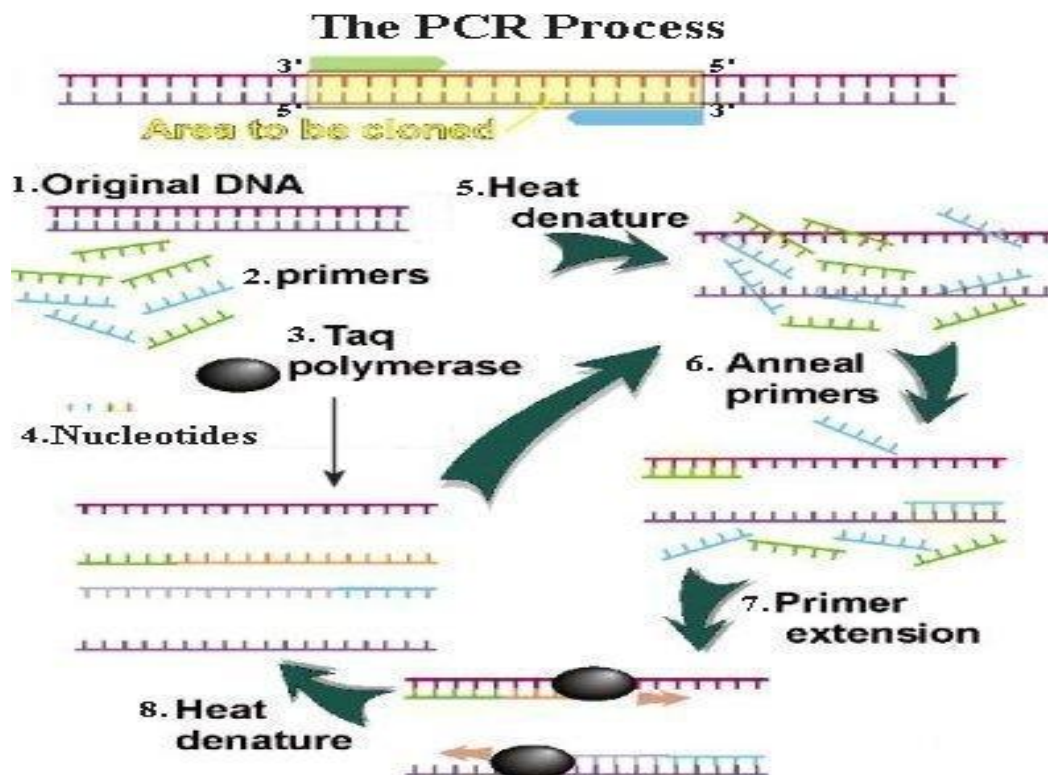 The PCR Process
3' 5'
5' 3'
Area to be cloned
1. Original DNA
2. primers
3. Taq
polymerase
4. Nucleotides
5. Heat
denature
6. Anneal
primers
7. Primer
extension
8. Heat
denature